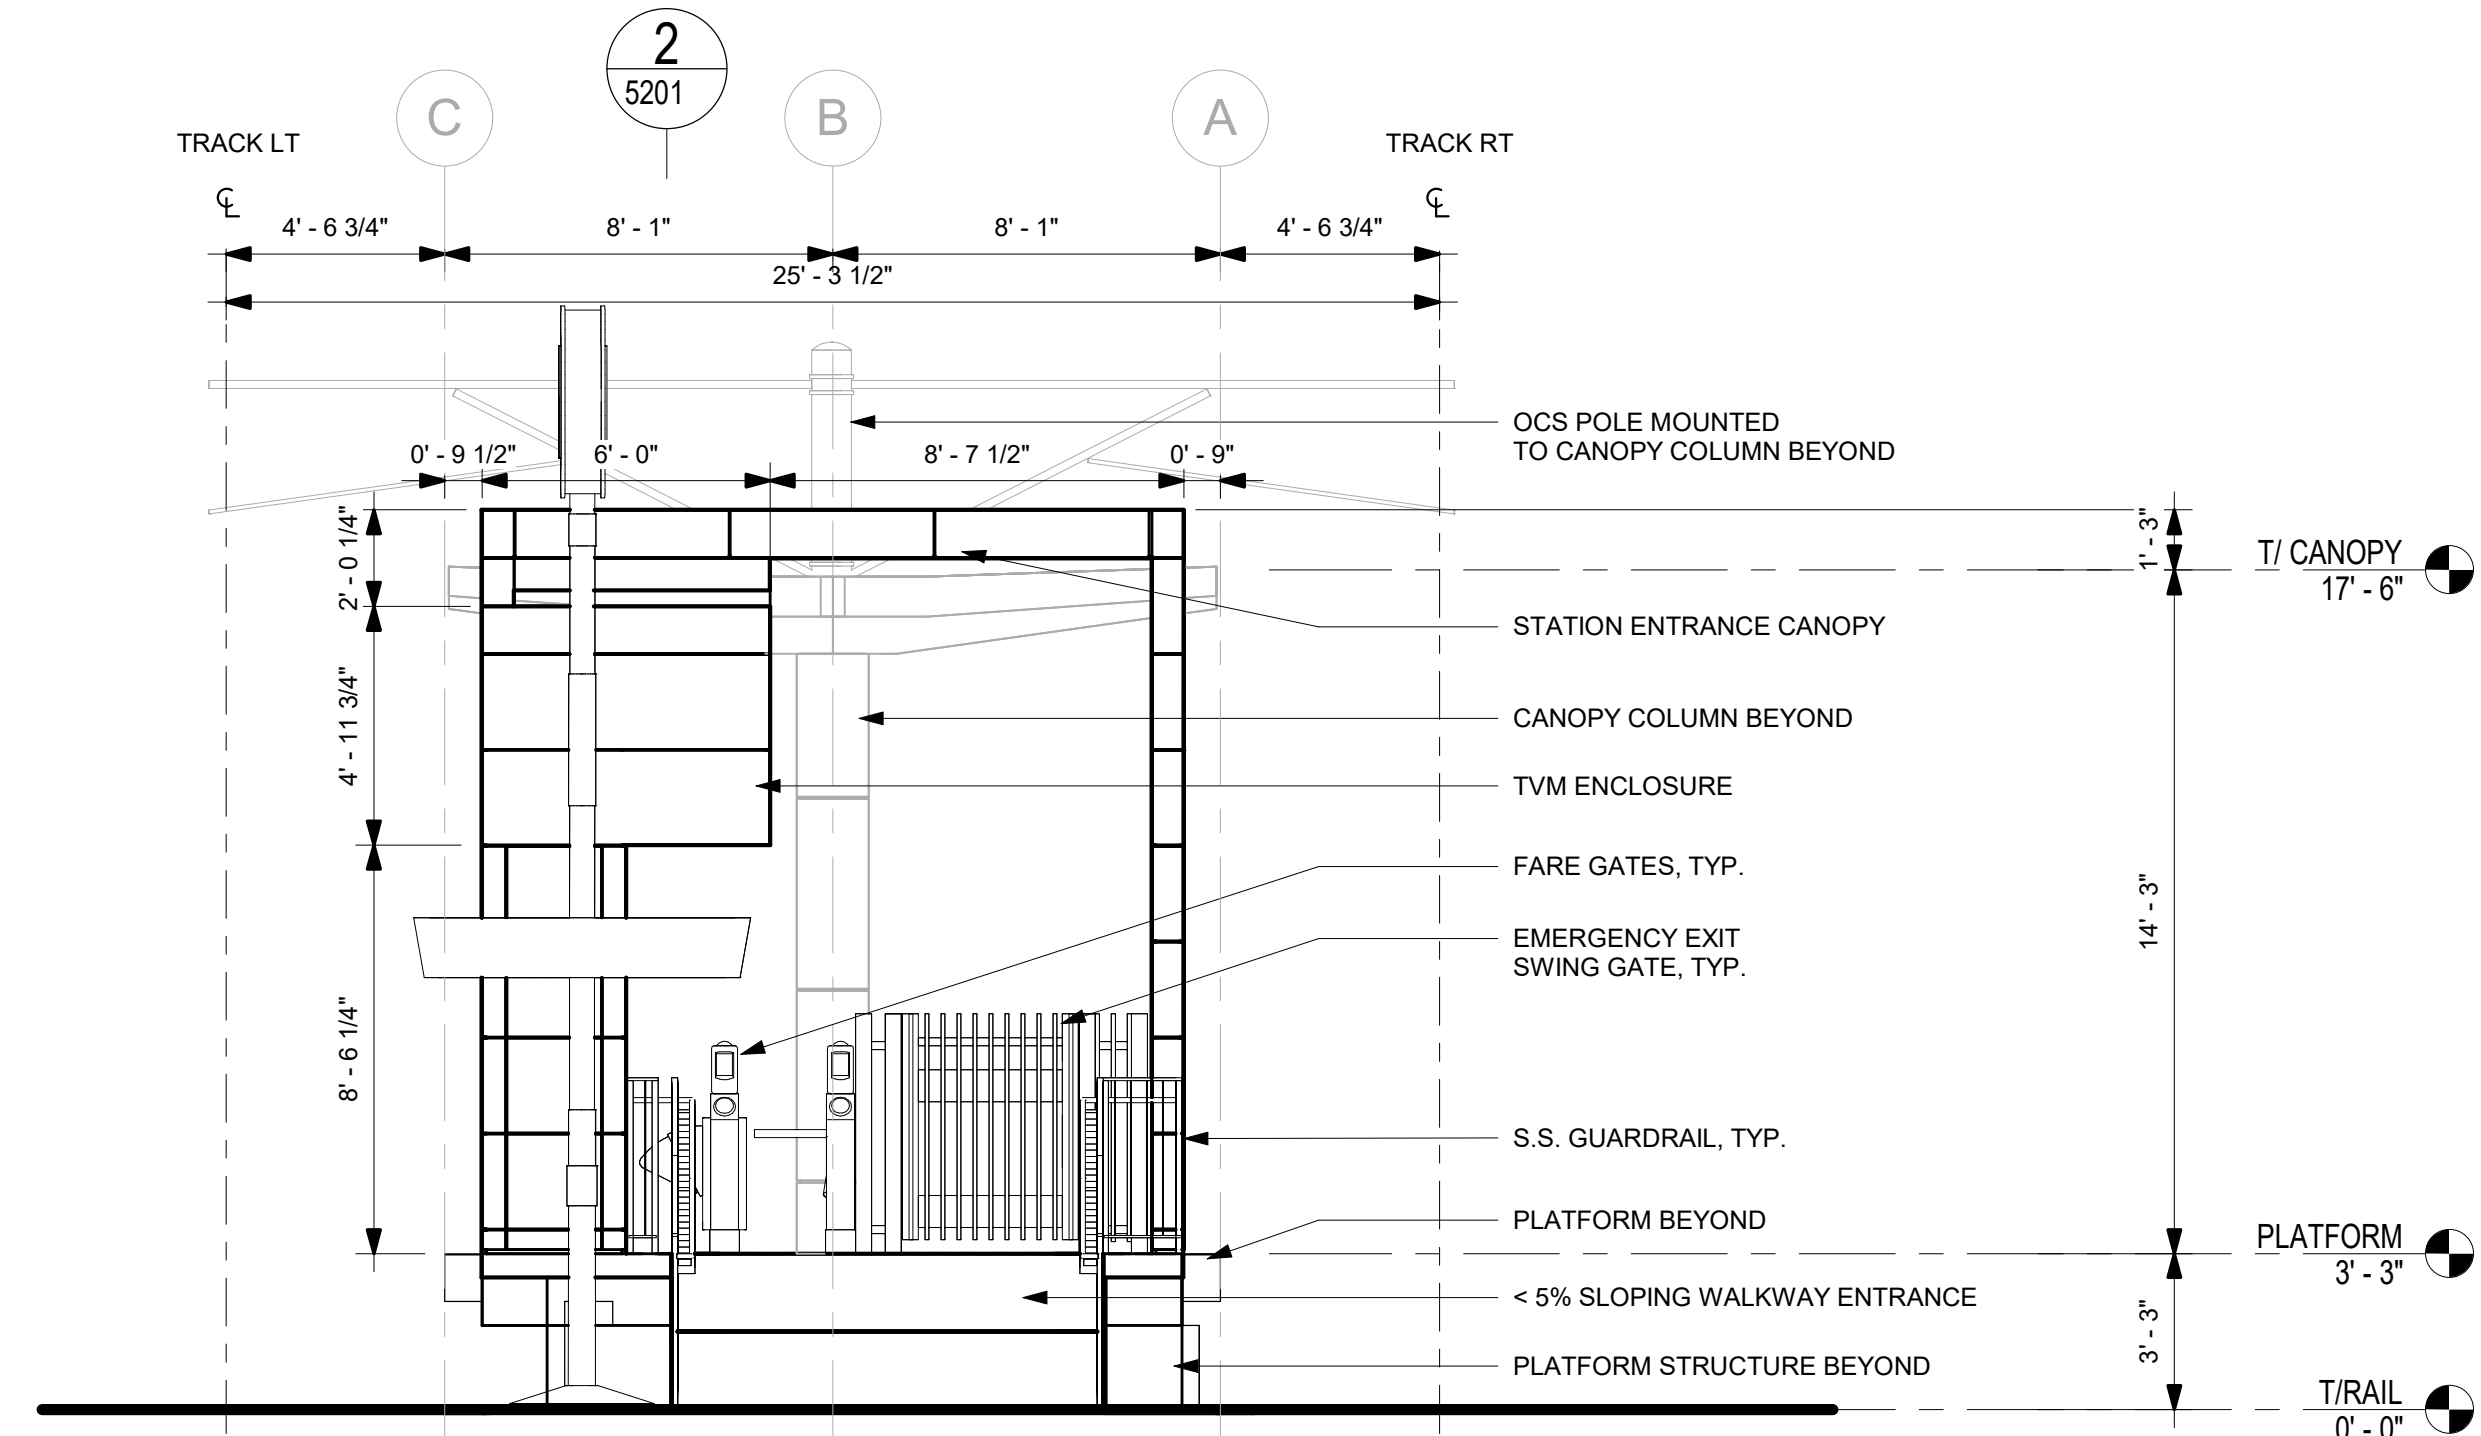 2
5201
C
B
A
TRACK LT
TRACK RT
℄
℄
4' - 6 3/4"
8' - 1"
8' - 1"
4' - 6 3/4"
25' - 3 1/2"
OCS POLE MOUNTED
TO CANOPY COLUMN BEYOND
0' - 9 1/2"
6' - 0"
8' - 7 1/2"
0' - 9"
2' - 0 1/4"
1' - 3"
T/ CANOPY
17' - 6"
STATION ENTRANCE CANOPY
4' - 11 3/4"
CANOPY COLUMN BEYOND
TVM ENCLOSURE
FARE GATES, TYP.
14' - 3"
EMERGENCY EXIT
SWING GATE, TYP.
8' - 6 1/4"
S.S. GUARDRAIL, TYP.
PLATFORM BEYOND
PLATFORM
3' - 3"
< 5% SLOPING WALKWAY ENTRANCE
3' - 3"
PLATFORM STRUCTURE BEYOND
T/RAIL
0' - 0"